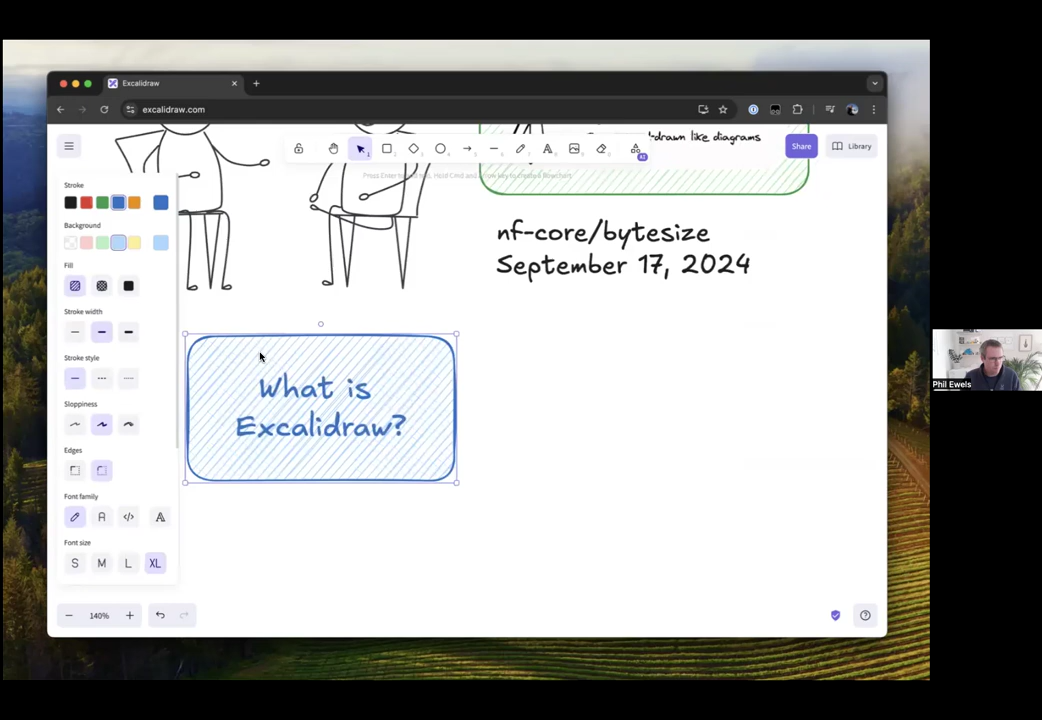 Excalidraw
excalidraw.com
drawn like diagrams
Share
Library
Stroke
Background
nf-core/bytesize
September 17, 2024
Fill
Stroke width
Stroke style
What is
Excalidraw?
Sloppiness
Edges
Font family
Font size
S M L XL
140%
Phil Ewels